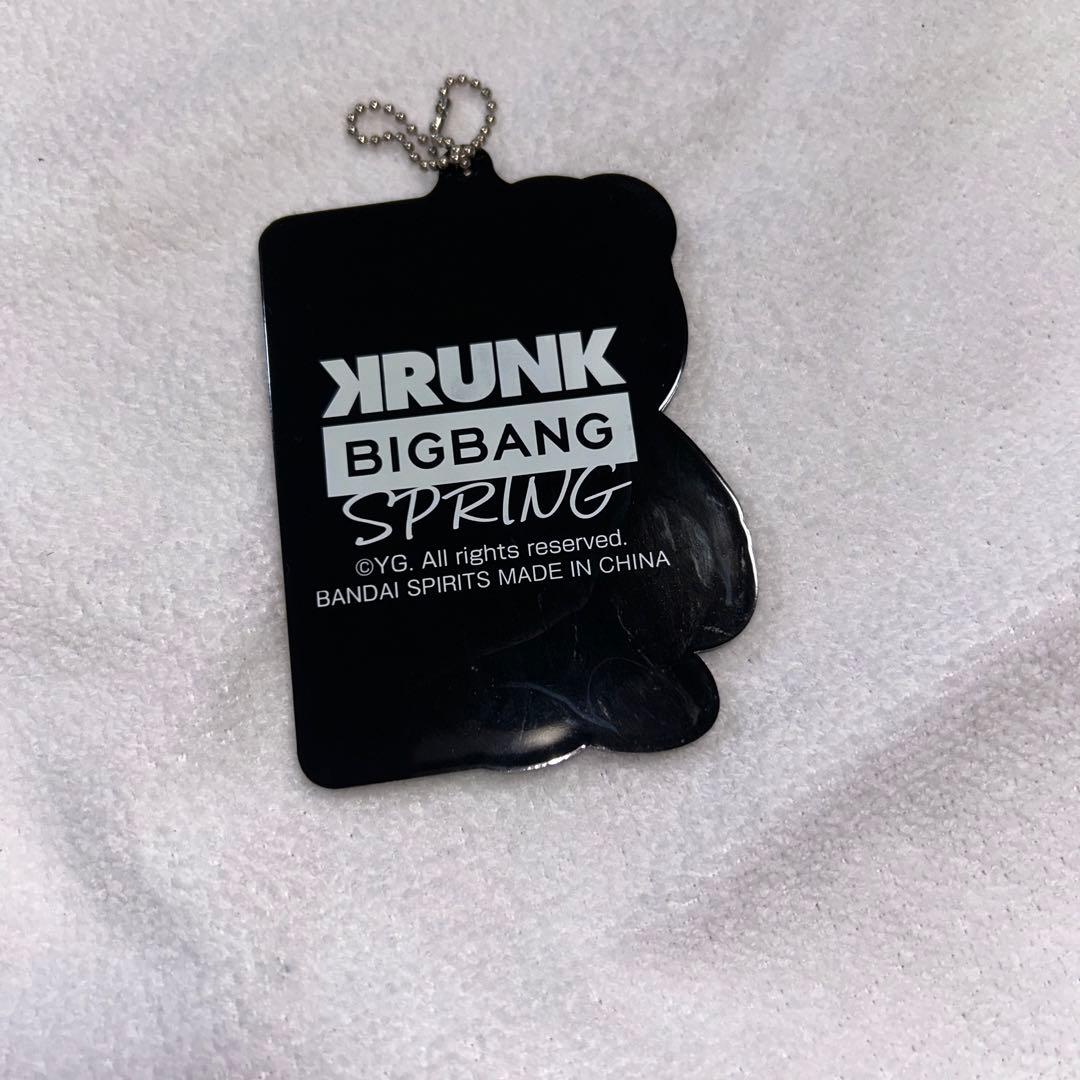 KRUNK
BIGBANG
SPRING
©YG. All rights reserved.
BANDAI SPIRITS MADE IN CHINA